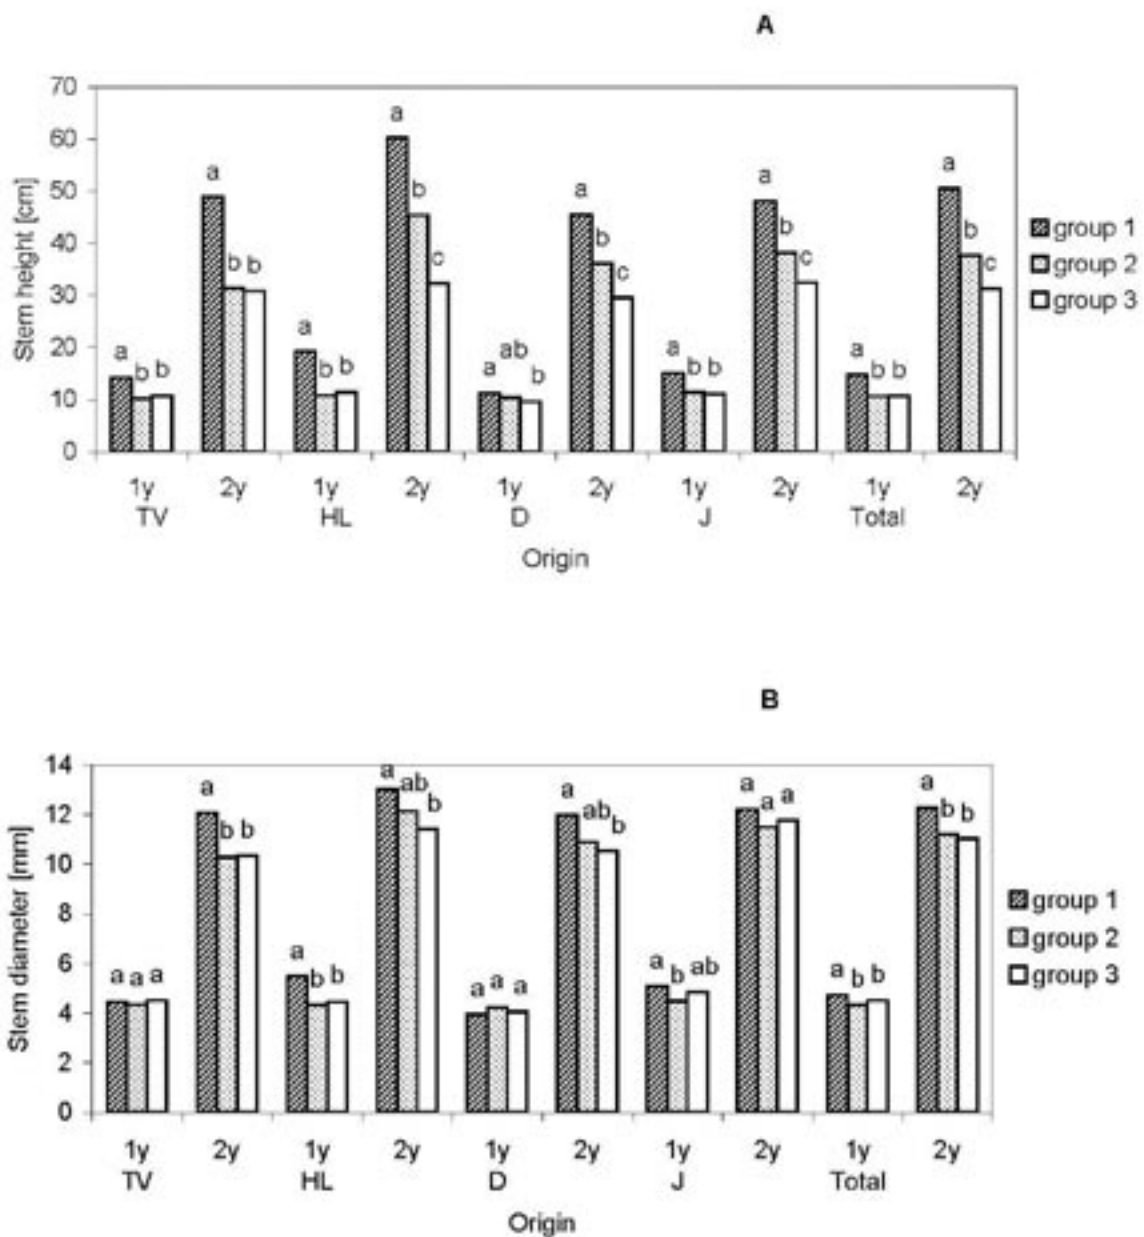 A
70
60
50
40
30
20
10
0
Stem height [cm]
a b b a b b a b b a b c a ab b a b c a b b a b c a b b a b c
1y 2y 1y 2y 1y 2y 1y 2y 1y 2y
TV HL D J Total
Origin
group 1
group 2
group 3
B
14
12
10
8
6
4
2
0
Stem diameter [mm]
a a a a b b a b b a ab b a a a a ab b a b ab a a a a b b a b b
1y 2y 1y 2y 1y 2y 1y 2y 1y 2y
TV HL D J Total
Origin
group 1
group 2
group 3